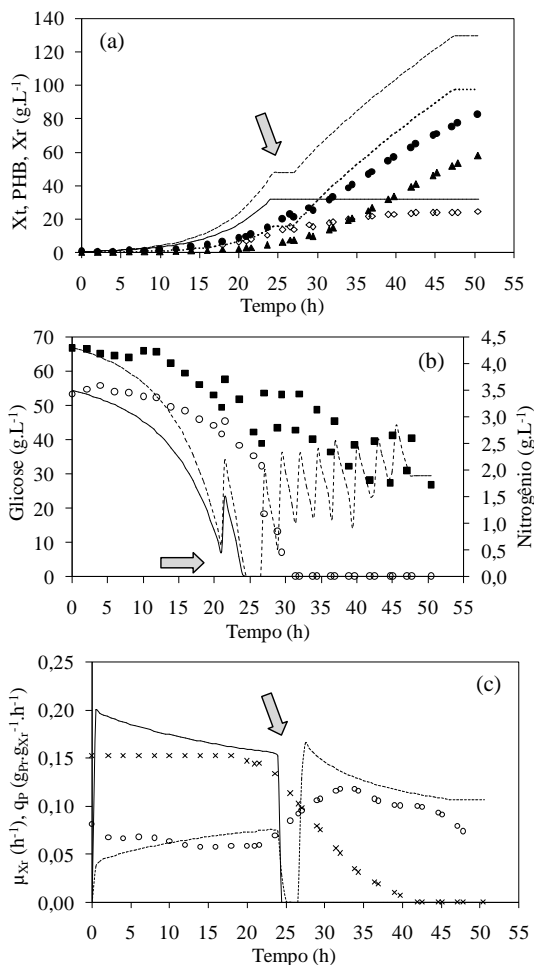 (a)
Xt, PHB, Xr (g.L-1)
140
120
100
80
60
40
20
0
0 5 10 15 20 25 30 35 40 45 50 55
Tempo (h)
(b)
Glicose (g.L-1)
70
60
50
40
30
20
10
0
4,5
4,0
3,5
3,0
2,5
2,0
1,5
1,0
0,5
0,0
Nitrogênio (g.L-1)
0 5 10 15 20 25 30 35 40 45 50 55
Tempo (h)
(c)
μXr (h-1), qP (gPr.gXr-1.h-1)
0,25
0,20
0,15
0,10
0,05
0,00
0 5 10 15 20 25 30 35 40 45 50 55
Tempo (h)